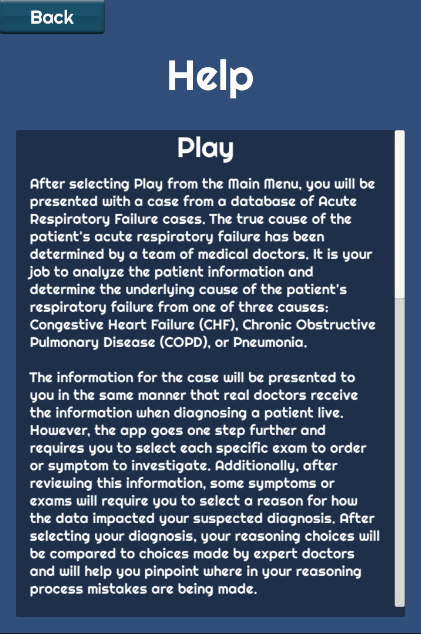 Back
Help
Play
After selecting Play from the Main Menu, you will be
presented with a case from a database of Acute
Respiratory Failure cases. The true cause of the
patient's acute respiratory failure has been
determined by a team of medical doctors. It is your
job to analyze the patient information and
determine the underlying cause of the patient's
respiratory failure from one of three causes:
Congestive Heart Failure (CHF), Chronic Obstructive
Pulmonary Disease (COPD), or Pneumonia.
The information for the case will be presented to
you in the same manner that real doctors receive
the information when diagnosing a patient live.
However, the app goes one step further and
requires you to select each specific exam to order
or symptom to investigate. Additionally, after
reviewing this information, some symptoms or
exams will require you to select a reason for how
the data impacted your suspected diagnosis. After
selecting your diagnosis, your reasoning choices will
be compared to choices made by expert doctors
and will help you pinpoint where in your reasoning
process mistakes are being made.